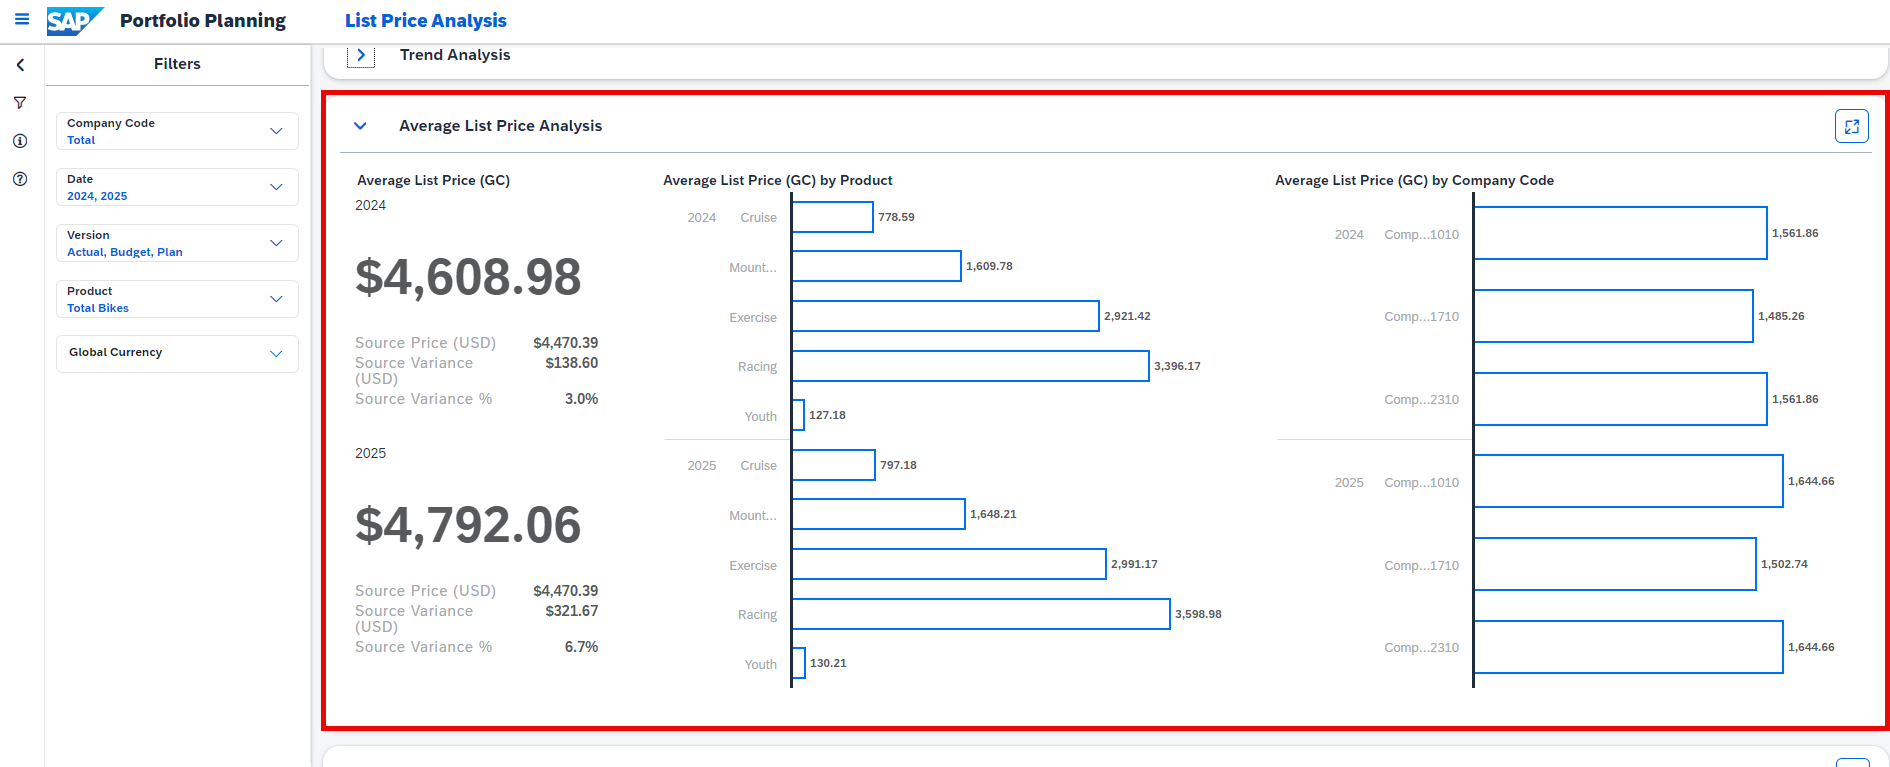 SAP
Portfolio Planning
List Price Analysis
Filters
Company Code
Total
Date
2024, 2025
Version
Actual, Budget, Plan
Product
Total Bikes
Global Currency
Trend Analysis
Average List Price Analysis
Average List Price (GC)
2024
$4,608.98
Source Price (USD) $4,470.39
Source Variance $138.60
(USD)
Source Variance % 3.0%
2025
$4,792.06
Source Price (USD) $4,470.39
Source Variance $321.67
(USD)
Source Variance % 6.7%
Average List Price (GC) by Product
2024 Cruise 778.59
Mount... 1,609.78
Exercise 2,921.42
Racing 3,396.17
Youth 127.18
2025 Cruise 797.18
Mount... 1,648.21
Exercise 2,991.17
Racing 3,598.98
Youth 130.21
Average List Price (GC) by Company Code
2024 Comp...1010 1,561.86
Comp...1710 1,485.26
Comp...2310 1,561.86
2025 Comp...1010 1,644.66
Comp...1710 1,502.74
Comp...2310 1,644.66